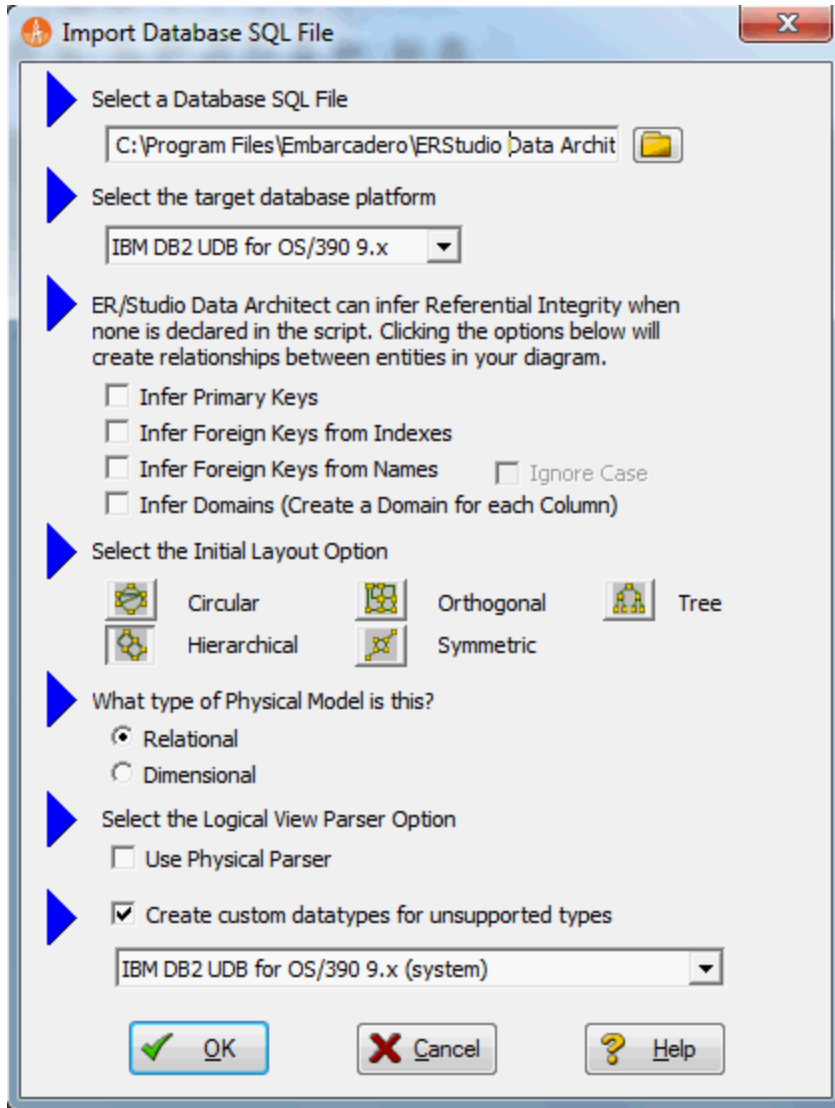 Import Database SQL File
Select a Database SQL File
C:\Program Files\Embarcadero\ERStudio Data Archit
Select the target database platform
IBM DB2 UDB for OS/390 9.x
ER/Studio Data Architect can infer Referential Integrity when
none is declared in the script. Clicking the options below will
create relationships between entities in your diagram.
Infer Primary Keys
Infer Foreign Keys from Indexes
Infer Foreign Keys from Names Ignore Case
Infer Domains (Create a Domain for each Column)
Select the Initial Layout Option
Circular Orthogonal Tree
Hierarchical Symmetric
What type of Physical Model is this?
Relational
Dimensional
Select the Logical View Parser Option
Use Physical Parser
Create custom datatypes for unsupported types
IBM DB2 UDB for OS/390 9.x (system)
OK Cancel Help